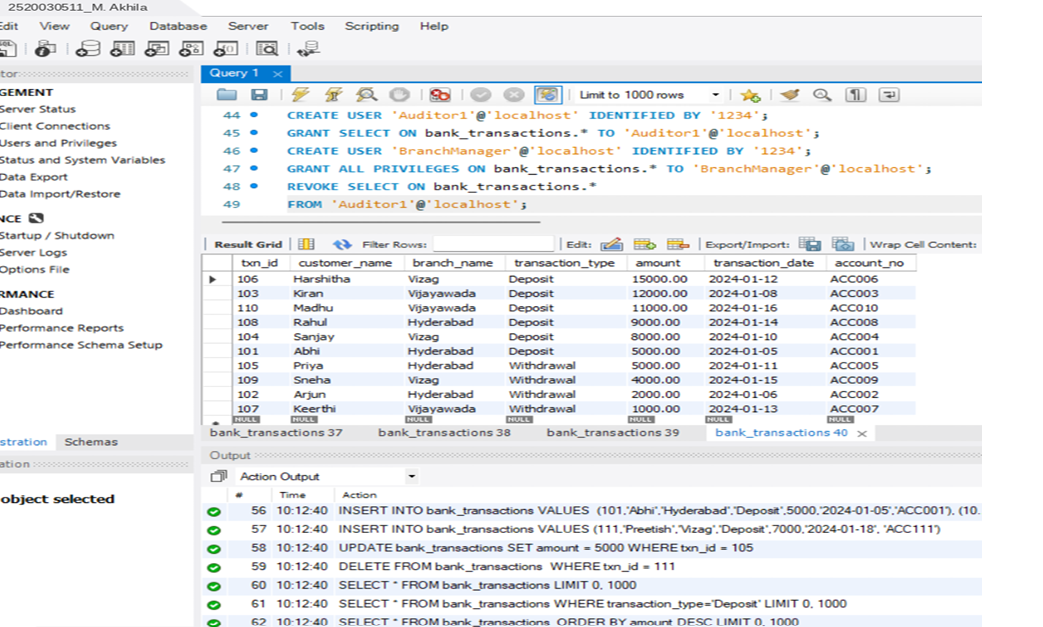 2520030511_M. Akhila
Edit View Query Database Server Tools Scripting Help
Query 1
Limit to 1000 rows
44 CREATE USER 'Auditor1'@'localhost' IDENTIFIED BY '1234';
45 GRANT SELECT ON bank_transactions.* TO 'Auditor1'@'localhost';
46 CREATE USER 'BranchManager'@'localhost' IDENTIFIED BY '1234';
47 GRANT ALL PRIVILEGES ON bank_transactions.* TO 'BranchManager'@'localhost';
48 REVOKE SELECT ON bank_transactions.*
49 FROM 'Auditor1'@'localhost';
tor
GEMENT
Server Status
Client Connections
Users and Privileges
Status and System Variables
Data Export
Data Import/Restore
NCE
Startup / Shutdown
Server Logs
Options File
RMANCE
Dashboard
Performance Reports
Performance Schema Setup
stration Schemas
ation
object selected
Result Grid Filter Rows: Edit: Export/Import: Wrap Cell Content:
txn_id customer_name branch_name transaction_type amount transaction_date account_no
106 Harshitha Vizag Deposit 15000.00 2024-01-12 ACC006
103 Kiran Vijayawada Deposit 12000.00 2024-01-08 ACC003
110 Madhu Vijayawada Deposit 11000.00 2024-01-16 ACC010
108 Rahul Hyderabad Deposit 9000.00 2024-01-14 ACC008
104 Sanjay Vizag Deposit 8000.00 2024-01-10 ACC004
101 Abhi Hyderabad Deposit 5000.00 2024-01-05 ACC001
105 Priya Hyderabad Withdrawal 5000.00 2024-01-11 ACC005
109 Sneha Vizag Withdrawal 4000.00 2024-01-15 ACC009
102 Arjun Hyderabad Withdrawal 2000.00 2024-01-06 ACC002
107 Keerthi Vijayawada Withdrawal 1000.00 2024-01-13 ACC007
NULL NULL NULL NULL NULL NULL NULL
bank_transactions 37 bank_transactions 38 bank_transactions 39 bank_transactions 40
Output
Action Output
# Time Action
56 10:12:40 INSERT INTO bank_transactions VALUES (101,'Abhi','Hyderabad','Deposit',5000,'2024-01-05','ACC001'), (10.
57 10:12:40 INSERT INTO bank_transactions VALUES (111,'Preetish','Vizag','Deposit',7000,'2024-01-18', 'ACC111')
58 10:12:40 UPDATE bank_transactions SET amount = 5000 WHERE txn_id = 105
59 10:12:40 DELETE FROM bank_transactions WHERE txn_id = 111
60 10:12:40 SELECT * FROM bank_transactions LIMIT 0, 1000
61 10:12:40 SELECT * FROM bank_transactions WHERE transaction_type='Deposit' LIMIT 0, 1000
62 10:12:40 SELECT * FROM bank_transactions ORDER BY amount DESC LIMIT 0, 1000